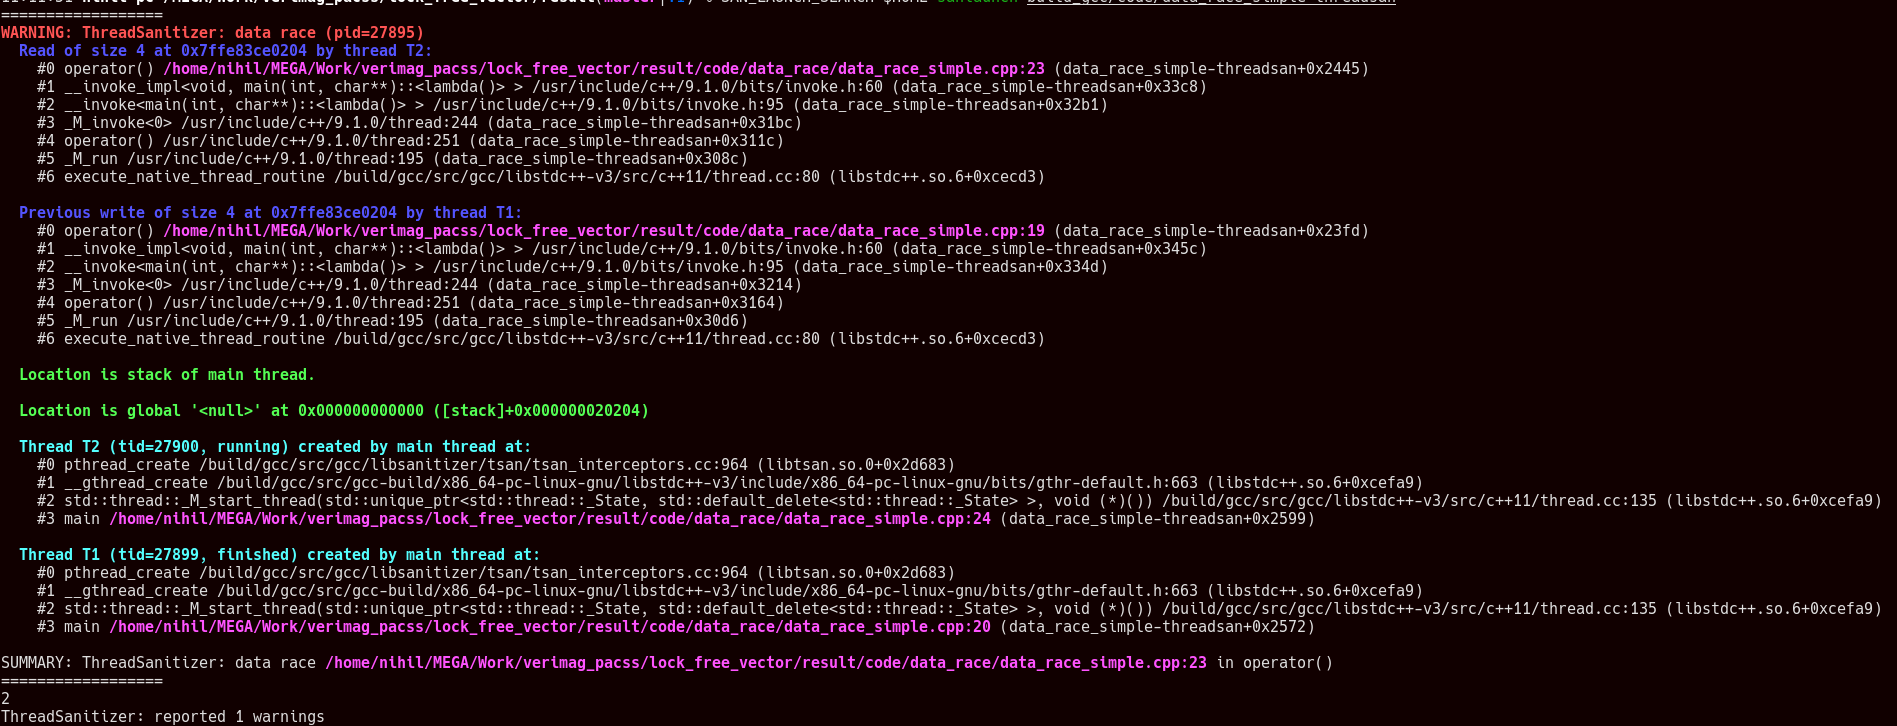 ==================
WARNING: ThreadSanitizer: data race (pid=27895)
  Read of size 4 at 0x7ffe83ce0204 by thread T2:
    #0 operator() /home/nihil/MEGA/Work/verimag_pacss/lock_free_vector/result/code/data_race/data_race_simple.cpp:23 (data_race_simple-threadsan+0x2445)
    #1 __invoke_impl<void, main(int, char**)::<lambda()> > /usr/include/c++/9.1.0/bits/invoke.h:60 (data_race_simple-threadsan+0x33c8)
    #2 __invoke<main(int, char**)::<lambda()> > /usr/include/c++/9.1.0/bits/invoke.h:95 (data_race_simple-threadsan+0x32b1)
    #3 _M_invoke<0> /usr/include/c++/9.1.0/thread:244 (data_race_simple-threadsan+0x31bc)
    #4 operator() /usr/include/c++/9.1.0/thread:251 (data_race_simple-threadsan+0x311c)
    #5 _M_run /usr/include/c++/9.1.0/thread:195 (data_race_simple-threadsan+0x308c)
    #6 execute_native_thread_routine /build/gcc/src/gcc/libstdc++-v3/src/c++11/thread.cc:80 (libstdc++.so.6+0xcecd3)

  Previous write of size 4 at 0x7ffe83ce0204 by thread T1:
    #0 operator() /home/nihil/MEGA/Work/verimag_pacss/lock_free_vector/result/code/data_race/data_race_simple.cpp:19 (data_race_simple-threadsan+0x23fd)
    #1 __invoke_impl<void, main(int, char**)::<lambda()> > /usr/include/c++/9.1.0/bits/invoke.h:60 (data_race_simple-threadsan+0x345c)
    #2 __invoke<main(int, char**)::<lambda()> > /usr/include/c++/9.1.0/bits/invoke.h:95 (data_race_simple-threadsan+0x334d)
    #3 _M_invoke<0> /usr/include/c++/9.1.0/thread:244 (data_race_simple-threadsan+0x3214)
    #4 operator() /usr/include/c++/9.1.0/thread:251 (data_race_simple-threadsan+0x3164)
    #5 _M_run /usr/include/c++/9.1.0/thread:195 (data_race_simple-threadsan+0x30d6)
    #6 execute_native_thread_routine /build/gcc/src/gcc/libstdc++-v3/src/c++11/thread.cc:80 (libstdc++.so.6+0xcecd3)

  Location is stack of main thread.

  Location is global '<null>' at 0x000000000000 ([stack]+0x000000020204)

  Thread T2 (tid=27900, running) created by main thread at:
    #0 pthread_create /build/gcc/src/gcc/libsanitizer/tsan/tsan_interceptors.cc:964 (libtsan.so.0+0x2d683)
    #1 __gthread_create /build/gcc/src/gcc-build/x86_64-pc-linux-gnu/libstdc++-v3/include/x86_64-pc-linux-gnu/bits/gthr-default.h:663 (libstdc++.so.6+0xcefa9)
    #2 std::thread::_M_start_thread(std::unique_ptr<std::thread::_State, std::default_delete<std::thread::_State> >, void (*)()) /build/gcc/src/gcc/libstdc++-v3/src/c++11/thread.cc:135 (libstdc++.so.6+0xcefa9)
    #3 main /home/nihil/MEGA/Work/verimag_pacss/lock_free_vector/result/code/data_race/data_race_simple.cpp:24 (data_race_simple-threadsan+0x2599)

  Thread T1 (tid=27899, finished) created by main thread at:
    #0 pthread_create /build/gcc/src/gcc/libsanitizer/tsan/tsan_interceptors.cc:964 (libtsan.so.0+0x2d683)
    #1 __gthread_create /build/gcc/src/gcc-build/x86_64-pc-linux-gnu/libstdc++-v3/include/x86_64-pc-linux-gnu/bits/gthr-default.h:663 (libstdc++.so.6+0xcefa9)
    #2 std::thread::_M_start_thread(std::unique_ptr<std::thread::_State, std::default_delete<std::thread::_State> >, void (*)()) /build/gcc/src/gcc/libstdc++-v3/src/c++11/thread.cc:135 (libstdc++.so.6+0xcefa9)
    #3 main /home/nihil/MEGA/Work/verimag_pacss/lock_free_vector/result/code/data_race/data_race_simple.cpp:20 (data_race_simple-threadsan+0x2572)

SUMMARY: ThreadSanitizer: data race /home/nihil/MEGA/Work/verimag_pacss/lock_free_vector/result/code/data_race/data_race_simple.cpp:23 in operator()
==================
2
ThreadSanitizer: reported 1 warnings